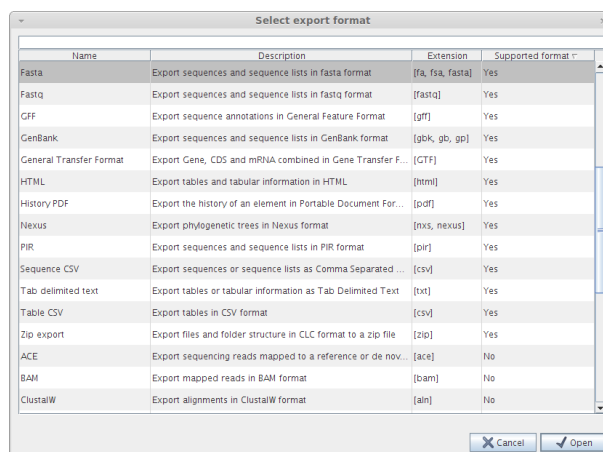 Select export format
Name Description Extension Supported format
Fasta Export sequences and sequence lists in fasta format [fa, fsa, fasta] Yes
Fastq Export sequences and sequence lists in fastq format [fastq] Yes
GFF Export sequence annotations in General Feature Format [gff] Yes
GenBank Export sequences and sequence lists in GenBank format [gbk, gb, gp] Yes
General Transfer Format Export Gene, CDS and mRNA combined in Gene Transfer F... [GTF] Yes
HTML Export tables and tabular information in HTML [html] Yes
History PDF Export the history of an element in Portable Document For... [pdf] Yes
Nexus Export phylogenetic trees in Nexus format [nxs, nexus] Yes
PIR Export sequences and sequence lists in PIR format [pir] Yes
Sequence CSV Export sequences or sequence lists as Comma Separated ... [csv] Yes
Tab delimited text Export tables or tabular information as Tab Delimited Text [txt] Yes
Table CSV Export tables in CSV format [csv] Yes
Zip export Export files and folder structure in CLC format to a zip file [zip] Yes
ACE Export sequencing reads mapped to a reference or de nov... [ace] No
BAM Export mapped reads in BAM format [bam] No
ClustalW Export alignments in ClustalW format [aln] No
Cancel Open